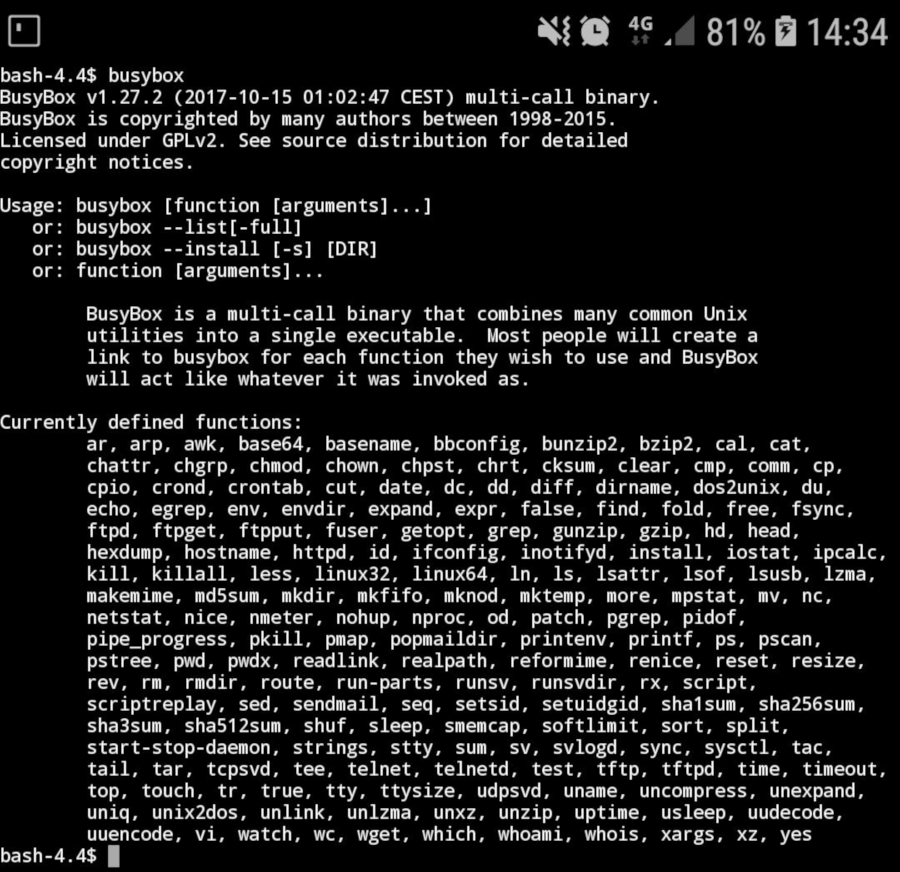 4G 81% 14:34
bash-4.4$ busybox
BusyBox v1.27.2 (2017-10-15 01:02:47 CEST) multi-call binary.
BusyBox is copyrighted by many authors between 1998-2015.
Licensed under GPLv2. See source distribution for detailed
copyright notices.

Usage: busybox [function [arguments]...]
   or: busybox --list[-full]
   or: busybox --install [-s] [DIR]
   or: function [arguments]...

        BusyBox is a multi-call binary that combines many common Unix
        utilities into a single executable.  Most people will create a
        link to busybox for each function they wish to use and BusyBox
        will act like whatever it was invoked as.

Currently defined functions:
        ar, arp, awk, base64, basename, bbconfig, bunzip2, bzip2, cal, cat,
        chattr, chgrp, chmod, chown, chpst, chrt, cksum, clear, cmp, comm, cp,
        cpio, crond, crontab, cut, date, dc, dd, diff, dirname, dos2unix, du,
        echo, egrep, env, envdir, expand, expr, false, find, fold, free, fsync,
        ftpd, ftpget, ftpput, fuser, getopt, grep, gunzip, gzip, hd, head,
        hexdump, hostname, httpd, id, ifconfig, inotifyd, install, iostat, ipcalc,
        kill, killall, less, linux32, linux64, ln, ls, lsattr, lsof, lsusb, lzma,
        makemime, md5sum, mkdir, mkfifo, mknod, mktemp, more, mpstat, mv, nc,
        netstat, nice, nmeter, nohup, nproc, od, patch, pgrep, pidof,
        pipe_progress, pkill, pmap, popmaildir, printenv, printf, ps, pscan,
        pstree, pwd, pwdx, readlink, realpath, reformime, renice, reset, resize,
        rev, rm, rmdir, route, run-parts, runsv, runsvdir, rx, script,
        scriptreplay, sed, sendmail, seq, setsid, setuidgid, sha1sum, sha256sum,
        sha3sum, sha512sum, shuf, sleep, smemcap, softlimit, sort, split,
        start-stop-daemon, strings, stty, sum, sv, svlogd, sync, sysctl, tac,
        tail, tar, tcpsvd, tee, telnet, telnetd, test, tftp, tftpd, time, timeout,
        top, touch, tr, true, tty, ttysize, udpsvd, uname, uncompress, unexpand,
        uniq, unix2dos, unlink, unlzma, unxz, unzip, uptime, usleep, uudecode,
        uuencode, vi, watch, wc, wget, which, whoami, whois, xargs, xz, yes
bash-4.4$